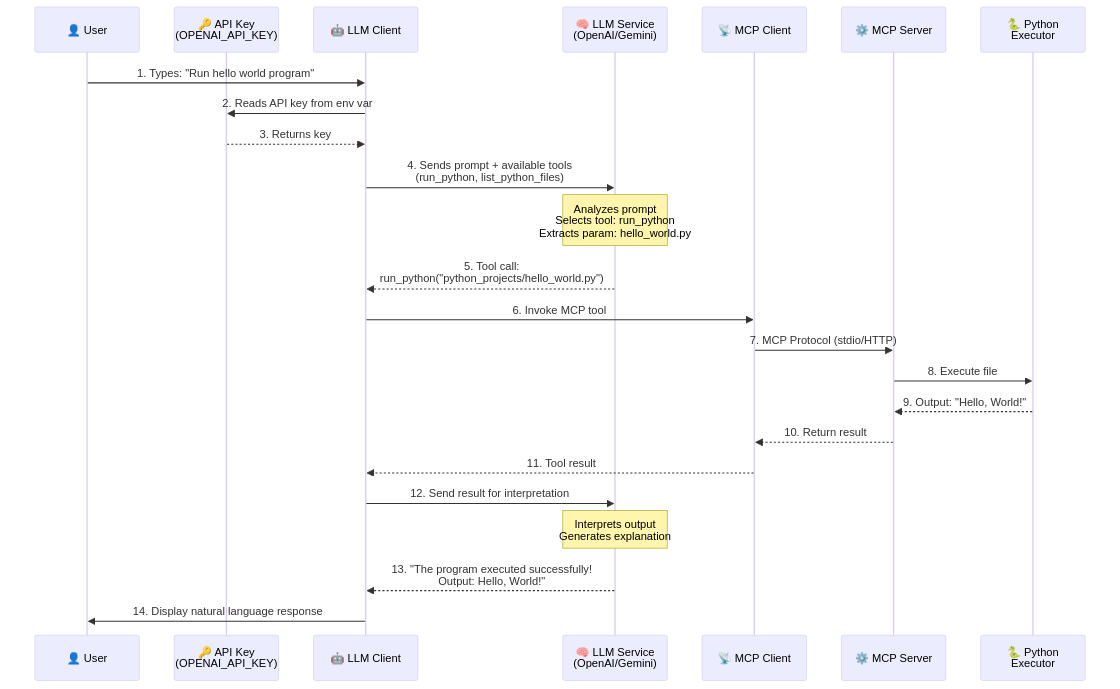 👤 User
🔑 API Key
(OPENAI_API_KEY)
🤖 LLM Client
🧠 LLM Service
(OpenAI/Gemini)
📡 MCP Client
⚙️ MCP Server
🐍 Python
Executor
1. Types: "Run hello world program"
2. Reads API key from env var
3. Returns key
4. Sends prompt + available tools
(run_python, list_python_files)
Analyzes prompt
Selects tool: run_python
Extracts param: hello_world.py
5. Tool call:
run_python("python_projects/hello_world.py")
6. Invoke MCP tool
7. MCP Protocol (stdio/HTTP)
8. Execute file
9. Output: "Hello, World!"
10. Return result
11. Tool result
12. Send result for interpretation
Interprets output
Generates explanation
13. "The program executed successfully!
Output: Hello, World!"
14. Display natural language response
👤 User
🔑 API Key
(OPENAI_API_KEY)
🤖 LLM Client
🧠 LLM Service
(OpenAI/Gemini)
📡 MCP Client
⚙️ MCP Server
🐍 Python
Executor